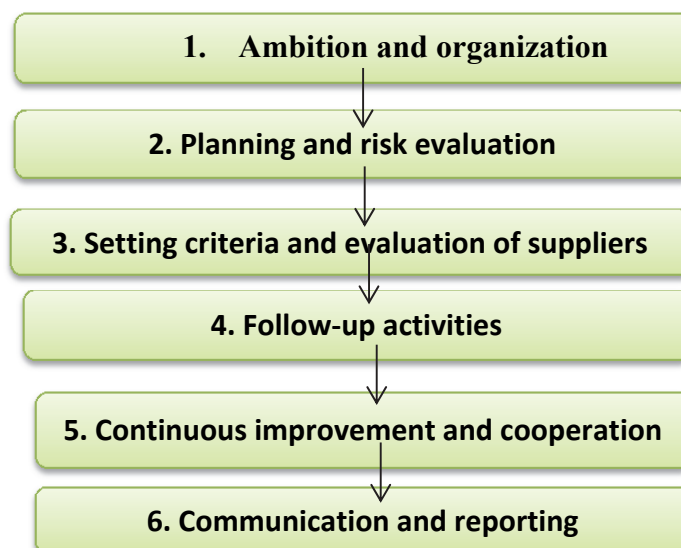 1. Ambition and organization
2. Planning and risk evaluation
3. Setting criteria and evaluation of suppliers
4. Follow-up activities
5. Continuous improvement and cooperation
6. Communication and reporting